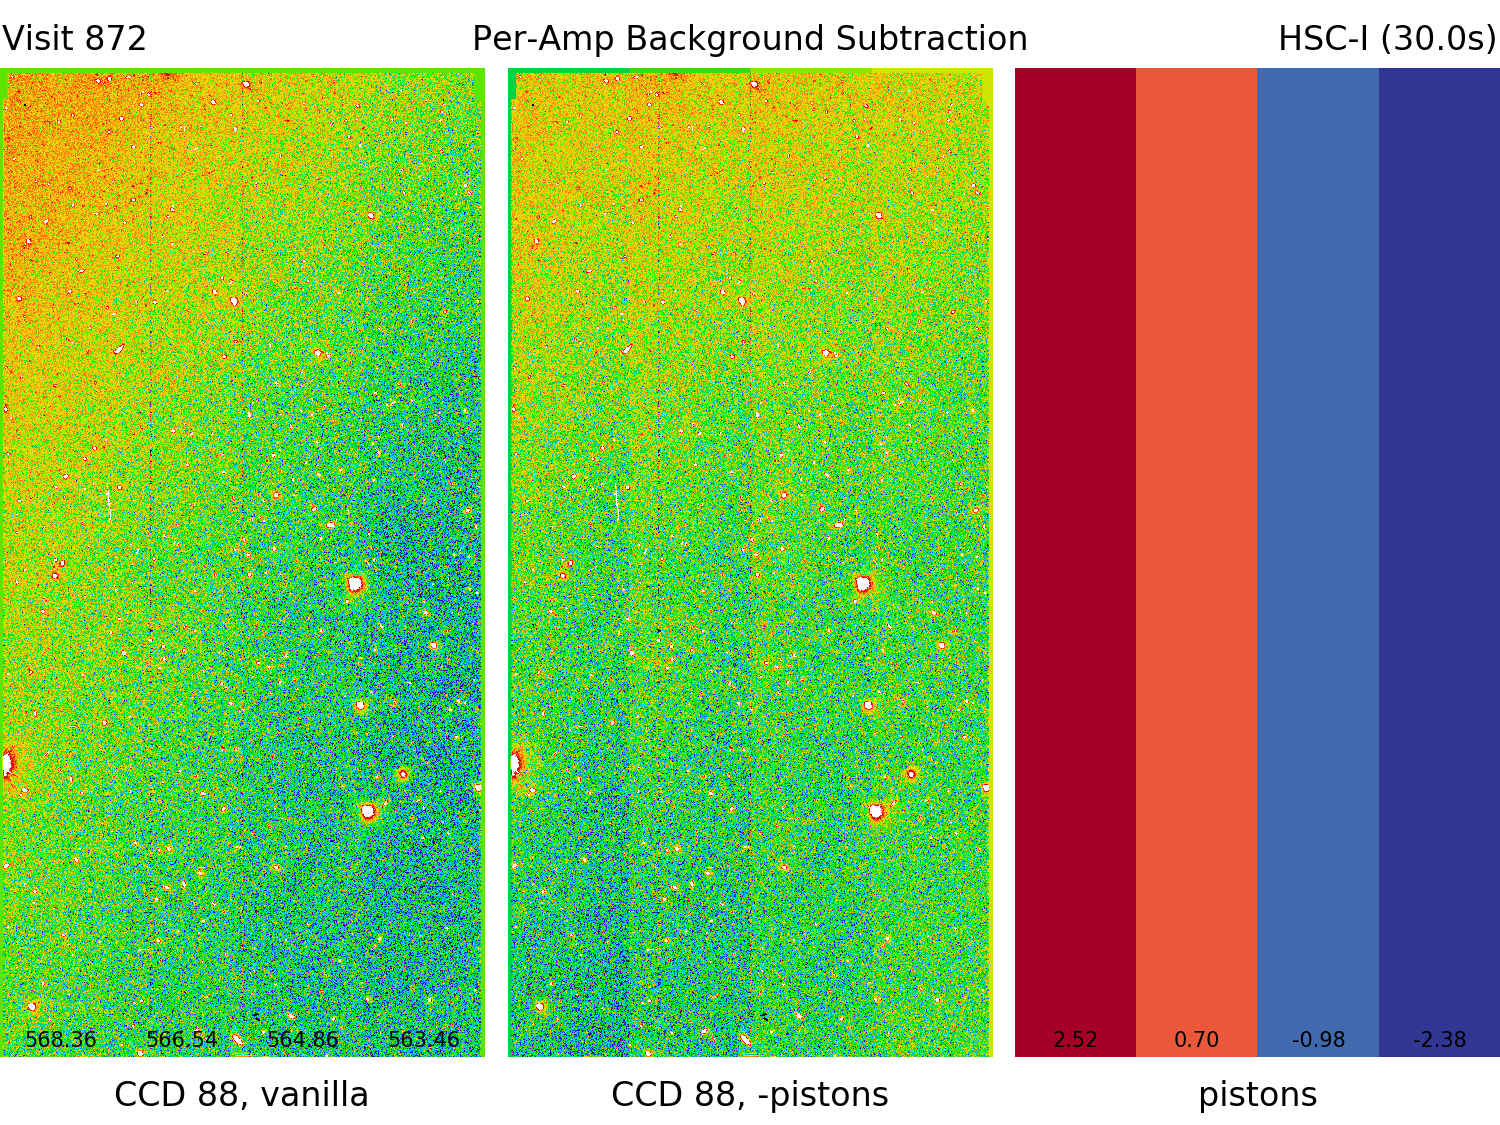 Visit 872 Per-Amp Background Subtraction HSC-I (30.0s)
568.36 566.54 564.86 563.46 2.52 0.70 -0.98 -2.38
CCD 88, vanilla CCD 88, -pistons pistons